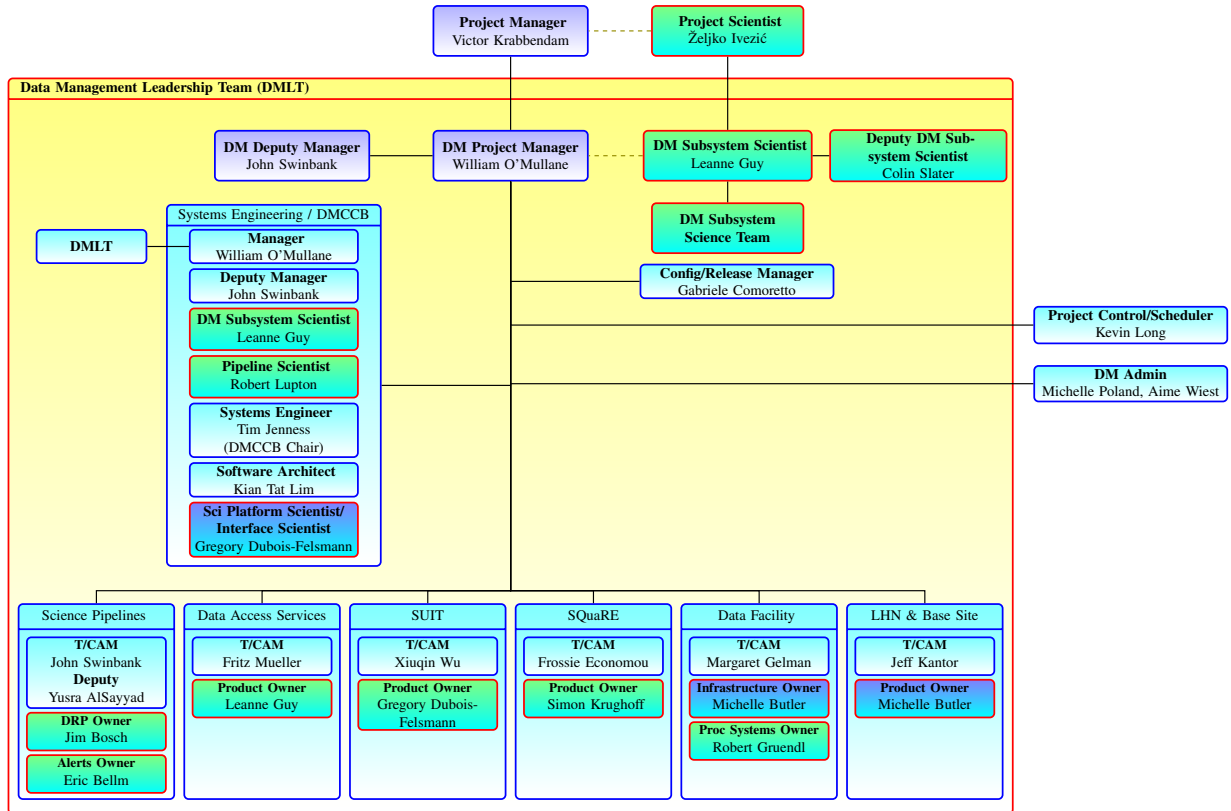 Project Manager
Victor Krabbendam
Project Scientist
Željko Ivezić
Data Management Leadership Team (DMLT)
DM Deputy Manager
John Swinbank
DM Project Manager
William O’Mullane
DM Subsystem Scientist
Leanne Guy
Deputy DM Sub-
system Scientist
Colin Slater
DM Subsystem
Science Team
Systems Engineering / DMCCB
DMLT
Manager
William O’Mullane
Deputy Manager
John Swinbank
DM Subsystem Scientist
Leanne Guy
Pipeline Scientist
Robert Lupton
Systems Engineer
Tim Jenness
(DMCCB Chair)
Software Architect
Kian Tat Lim
Sci Platform Scientist/
Interface Scientist
Gregory Dubois-Felsmann
Config/Release Manager
Gabriele Comoretto
Project Control/Scheduler
Kevin Long
DM Admin
Michelle Poland, Aime Wiest
Science Pipelines
T/CAM
John Swinbank
Deputy
Yusra AlSayyad
DRP Owner
Jim Bosch
Alerts Owner
Eric Bellm
Data Access Services
T/CAM
Fritz Mueller
Product Owner
Leanne Guy
SUIT
T/CAM
Xiuqin Wu
Product Owner
Gregory Dubois-
Felsmann
SQuaRE
T/CAM
Frossie Economou
Product Owner
Simon Krughoff
Data Facility
T/CAM
Margaret Gelman
Infrastructure Owner
Michelle Butler
Proc Systems Owner
Robert Gruendl
LHN & Base Site
T/CAM
Jeff Kantor
Product Owner
Michelle Butler